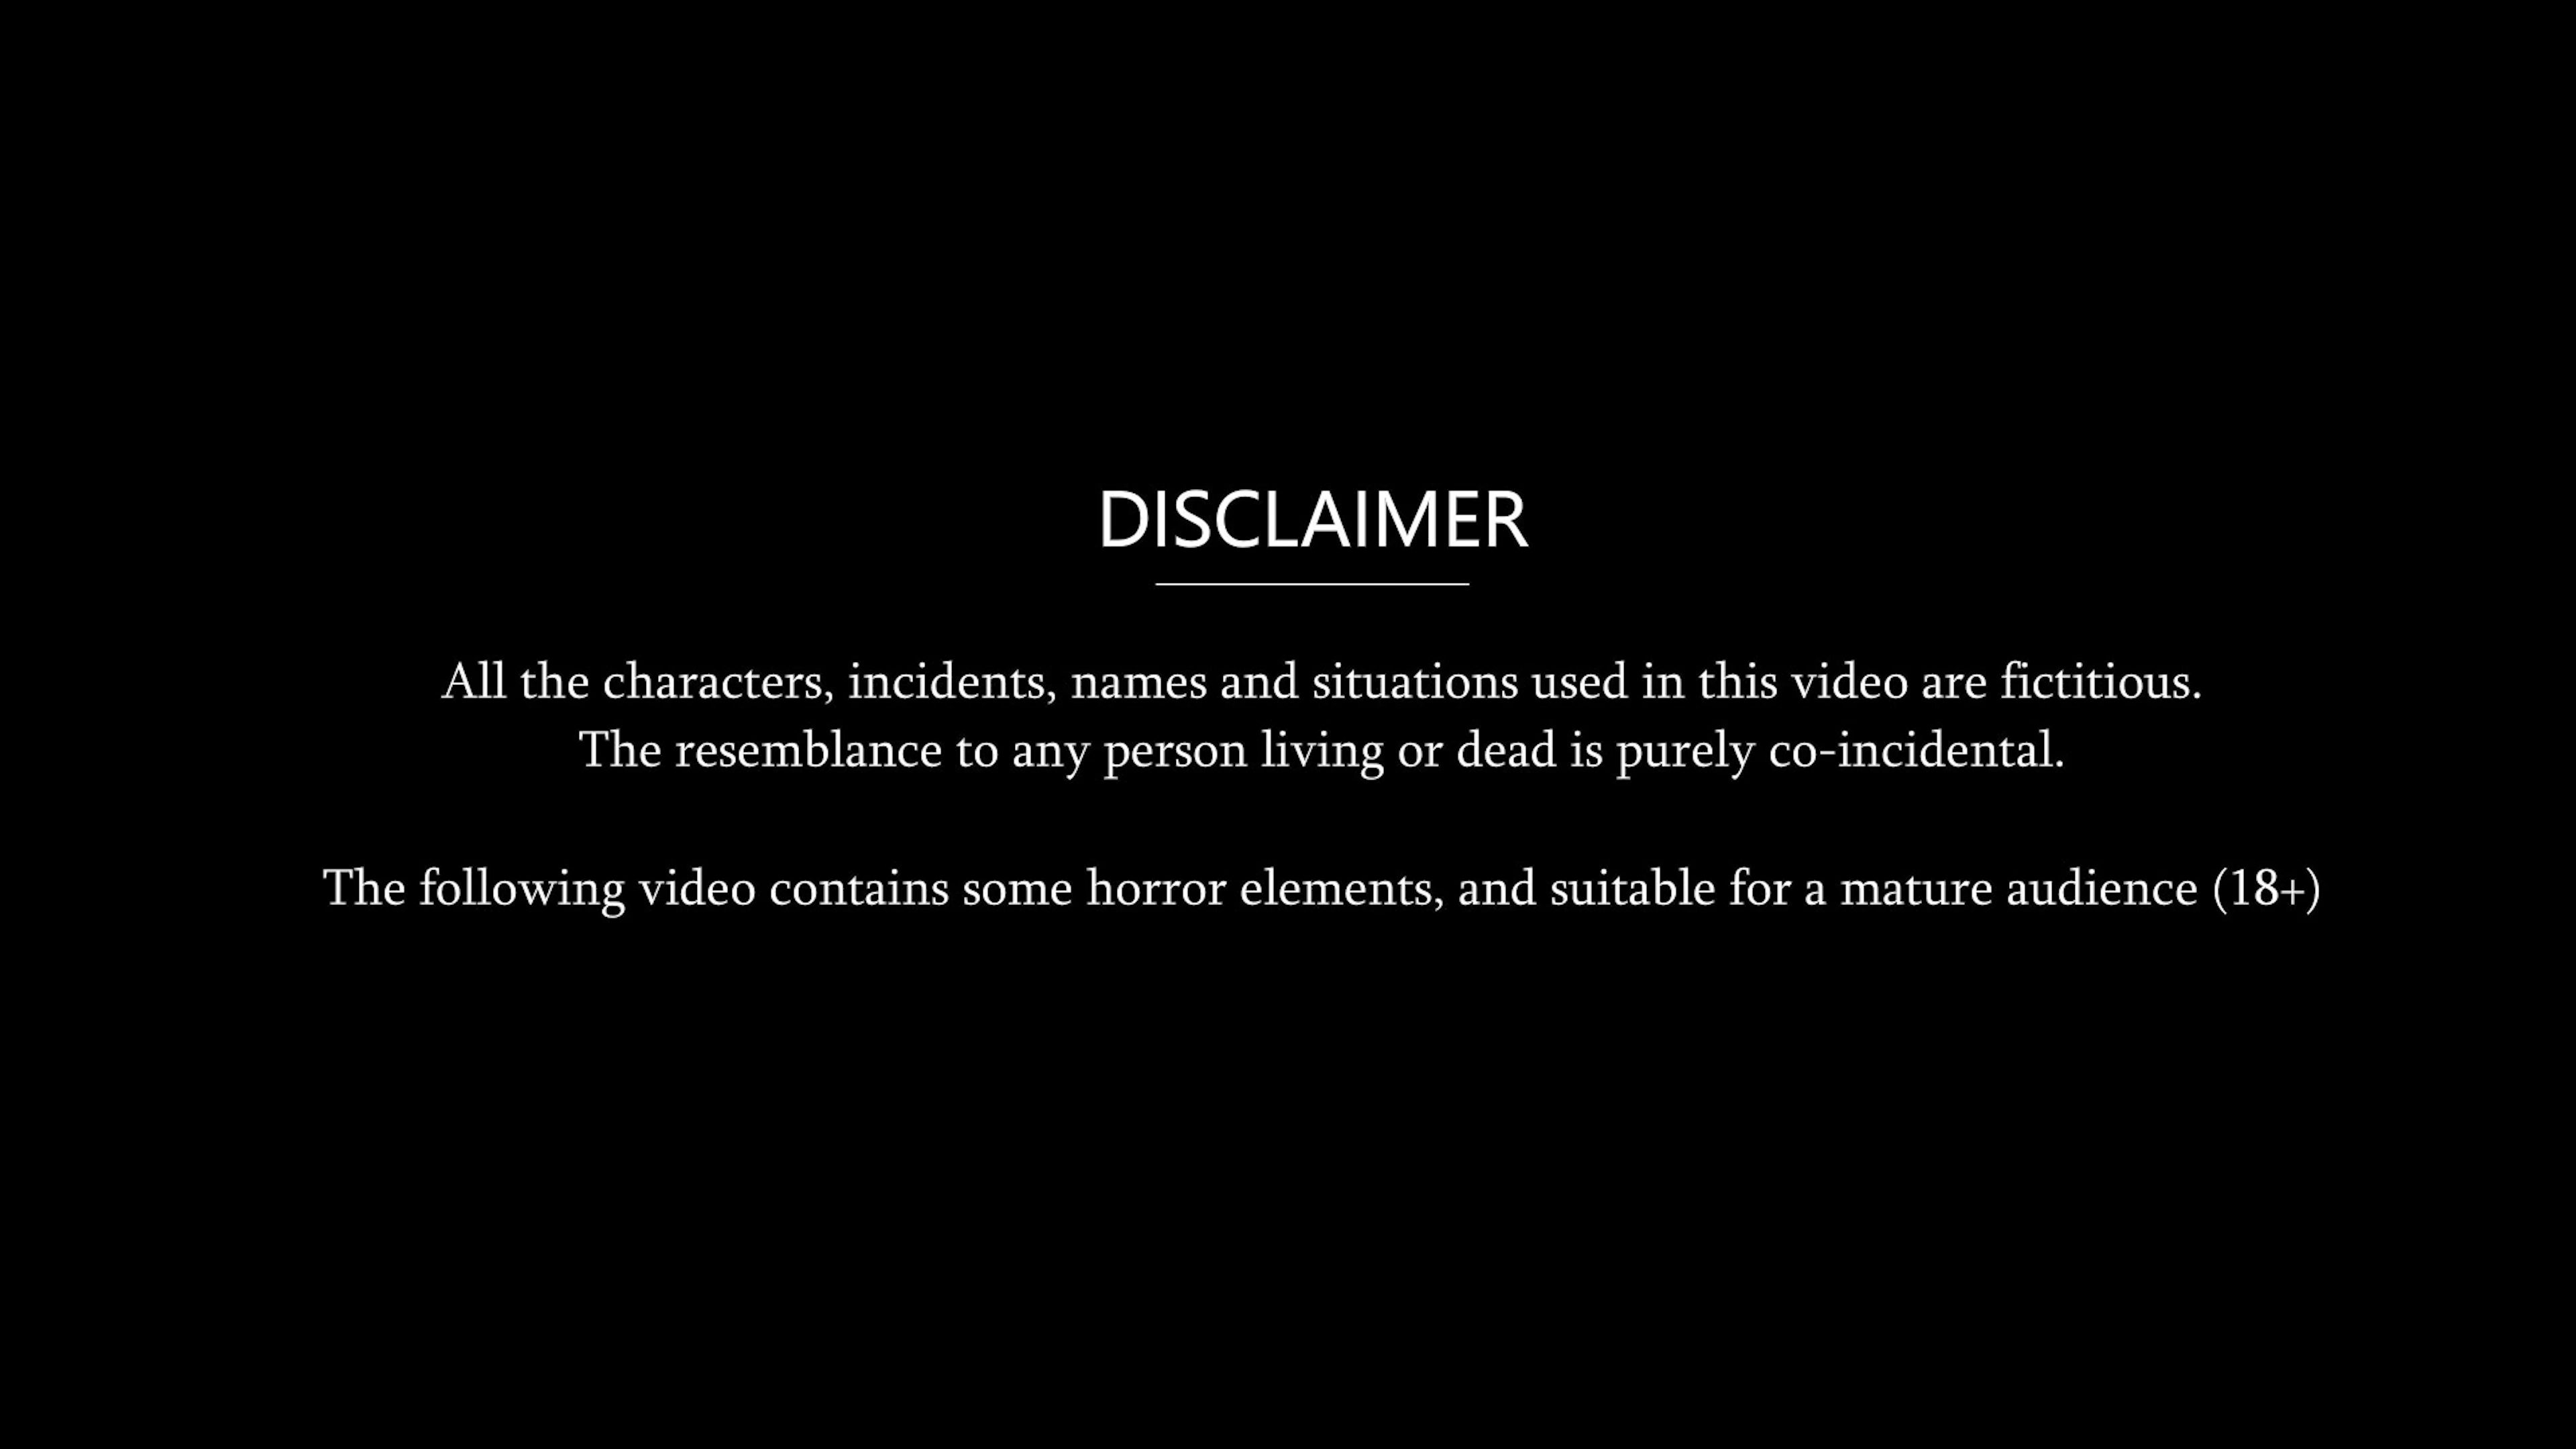 DISCLAIMER
All the characters, incidents, names and situations used in this video are fictitious.
The resemblance to any person living or dead is purely co-incidental.
The following video contains some horror elements, and suitable for a mature audience (18+)